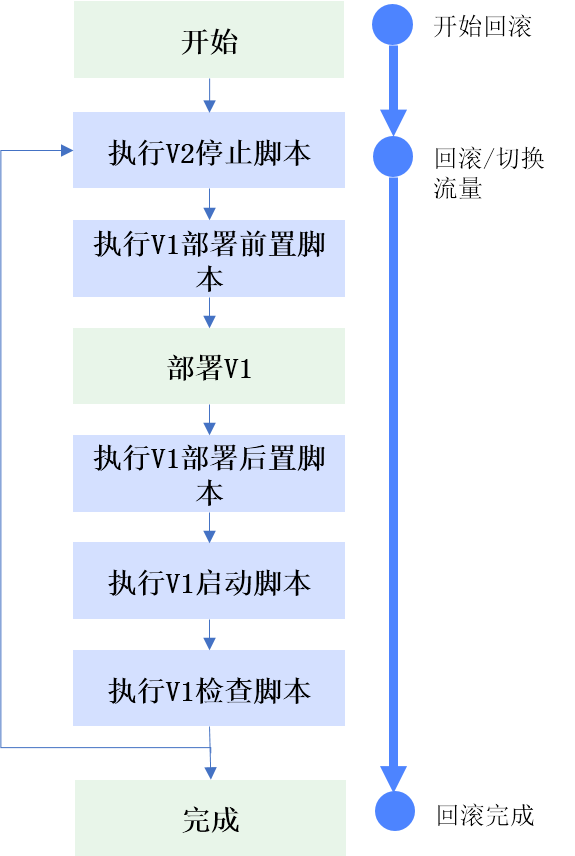 开始
开始回滚
执行V2停止脚本
回滚/切换
流量
执行V1部署前置脚
本
部署V1
执行V1部署后置脚
本
执行V1启动脚本
执行V1检查脚本
完成
回滚完成